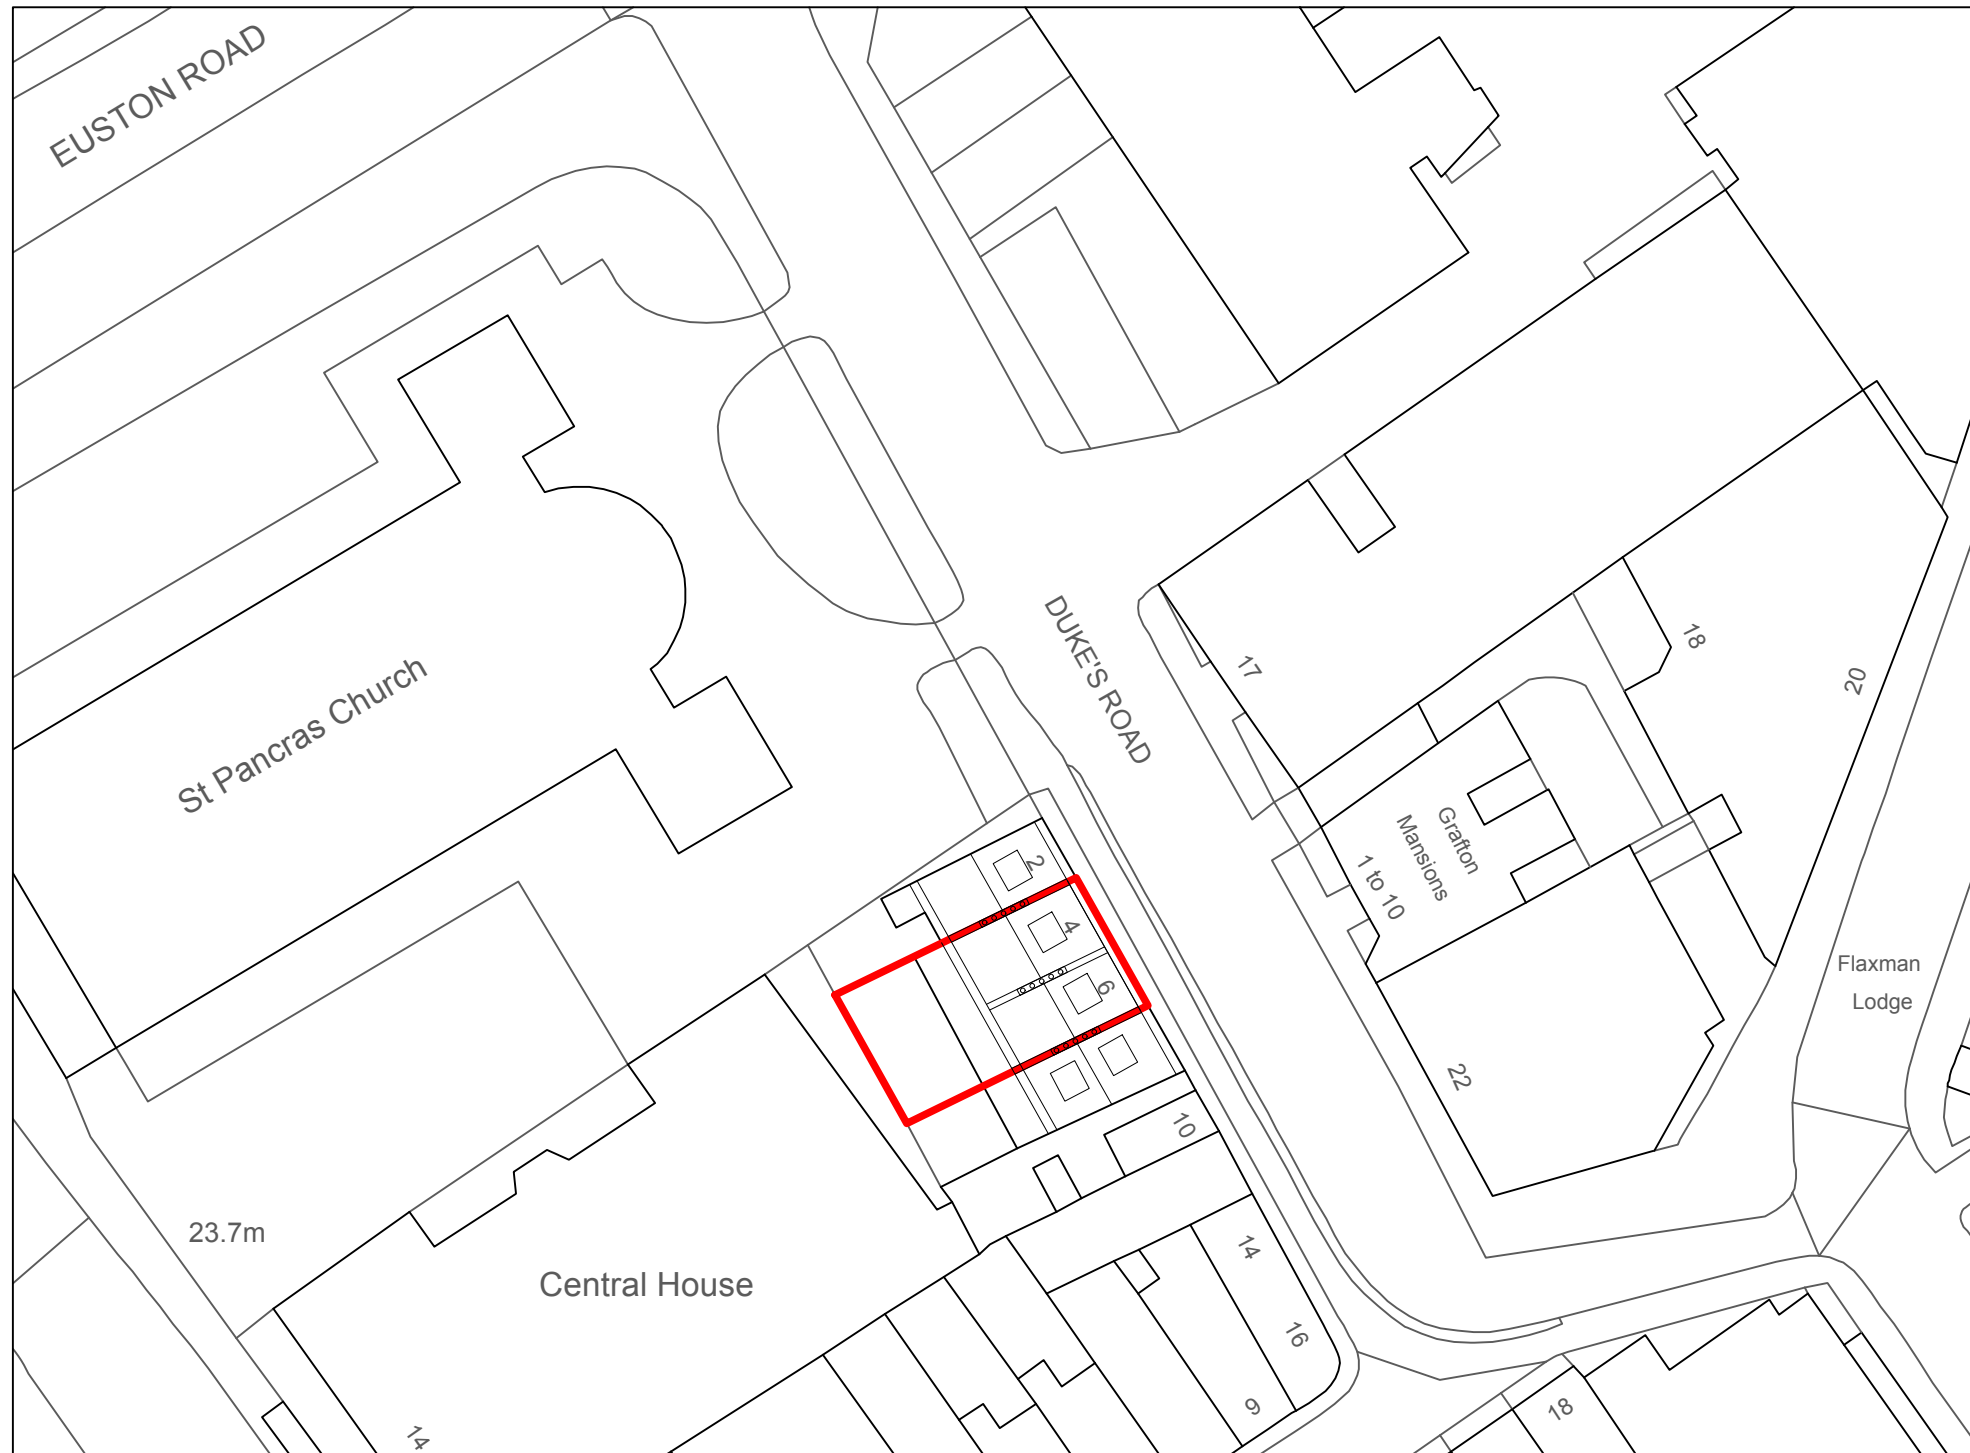 EUSTON ROAD
St Pancras Church
DUKE'S ROAD
17
18
20
Grafton
Mansions
1 to 10
2
4
6
10
22
Flaxman
Lodge
23.7m
Central House
14
16
9
18
14